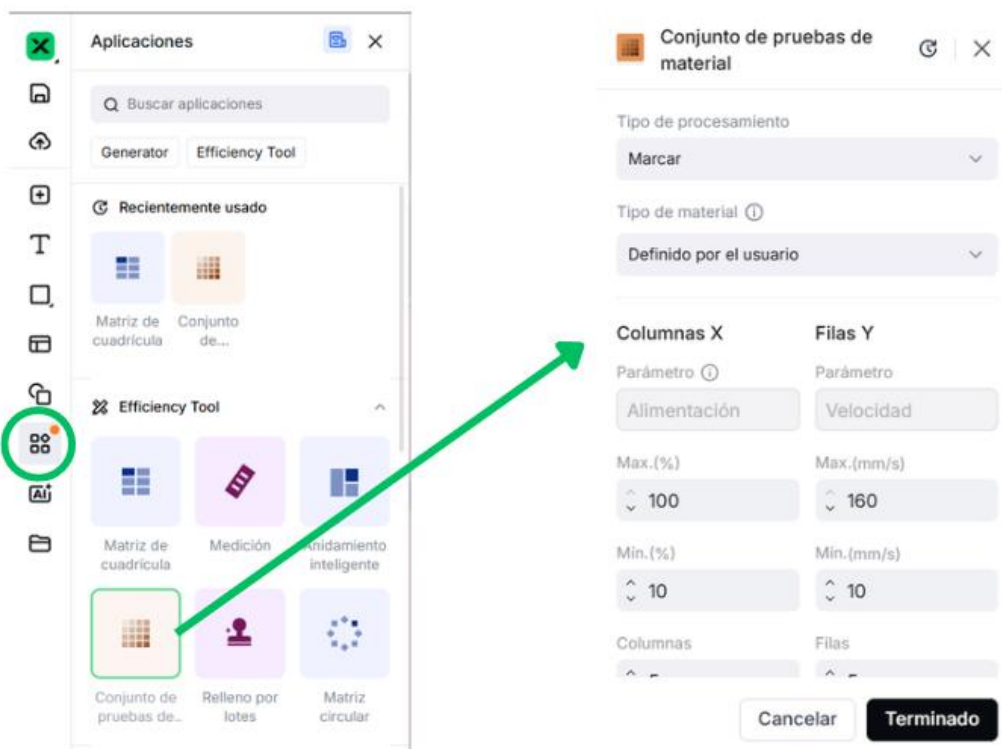 Aplicaciones
Buscar aplicaciones
Generator
Efficiency Tool
Recientemente usado
Matriz de
cuadrícula
Conjunto
de...
Efficiency Tool
Matriz de
cuadrícula
Medición
Anidamiento
inteligente
Conjunto de
pruebas de..
Relleno por
lotes
Matriz
circular
AI
Conjunto de pruebas de
material
Tipo de procesamiento
Marcar
Tipo de material
Definido por el usuario
Columnas X
Filas Y
Parámetro
Parámetro
Alimentación
Velocidad
Max.(%)
Max.(mm/s)
100
160
Mín.(%)
Mín.(mm/s)
10
10
Columnas
Filas
Cancelar
Terminado